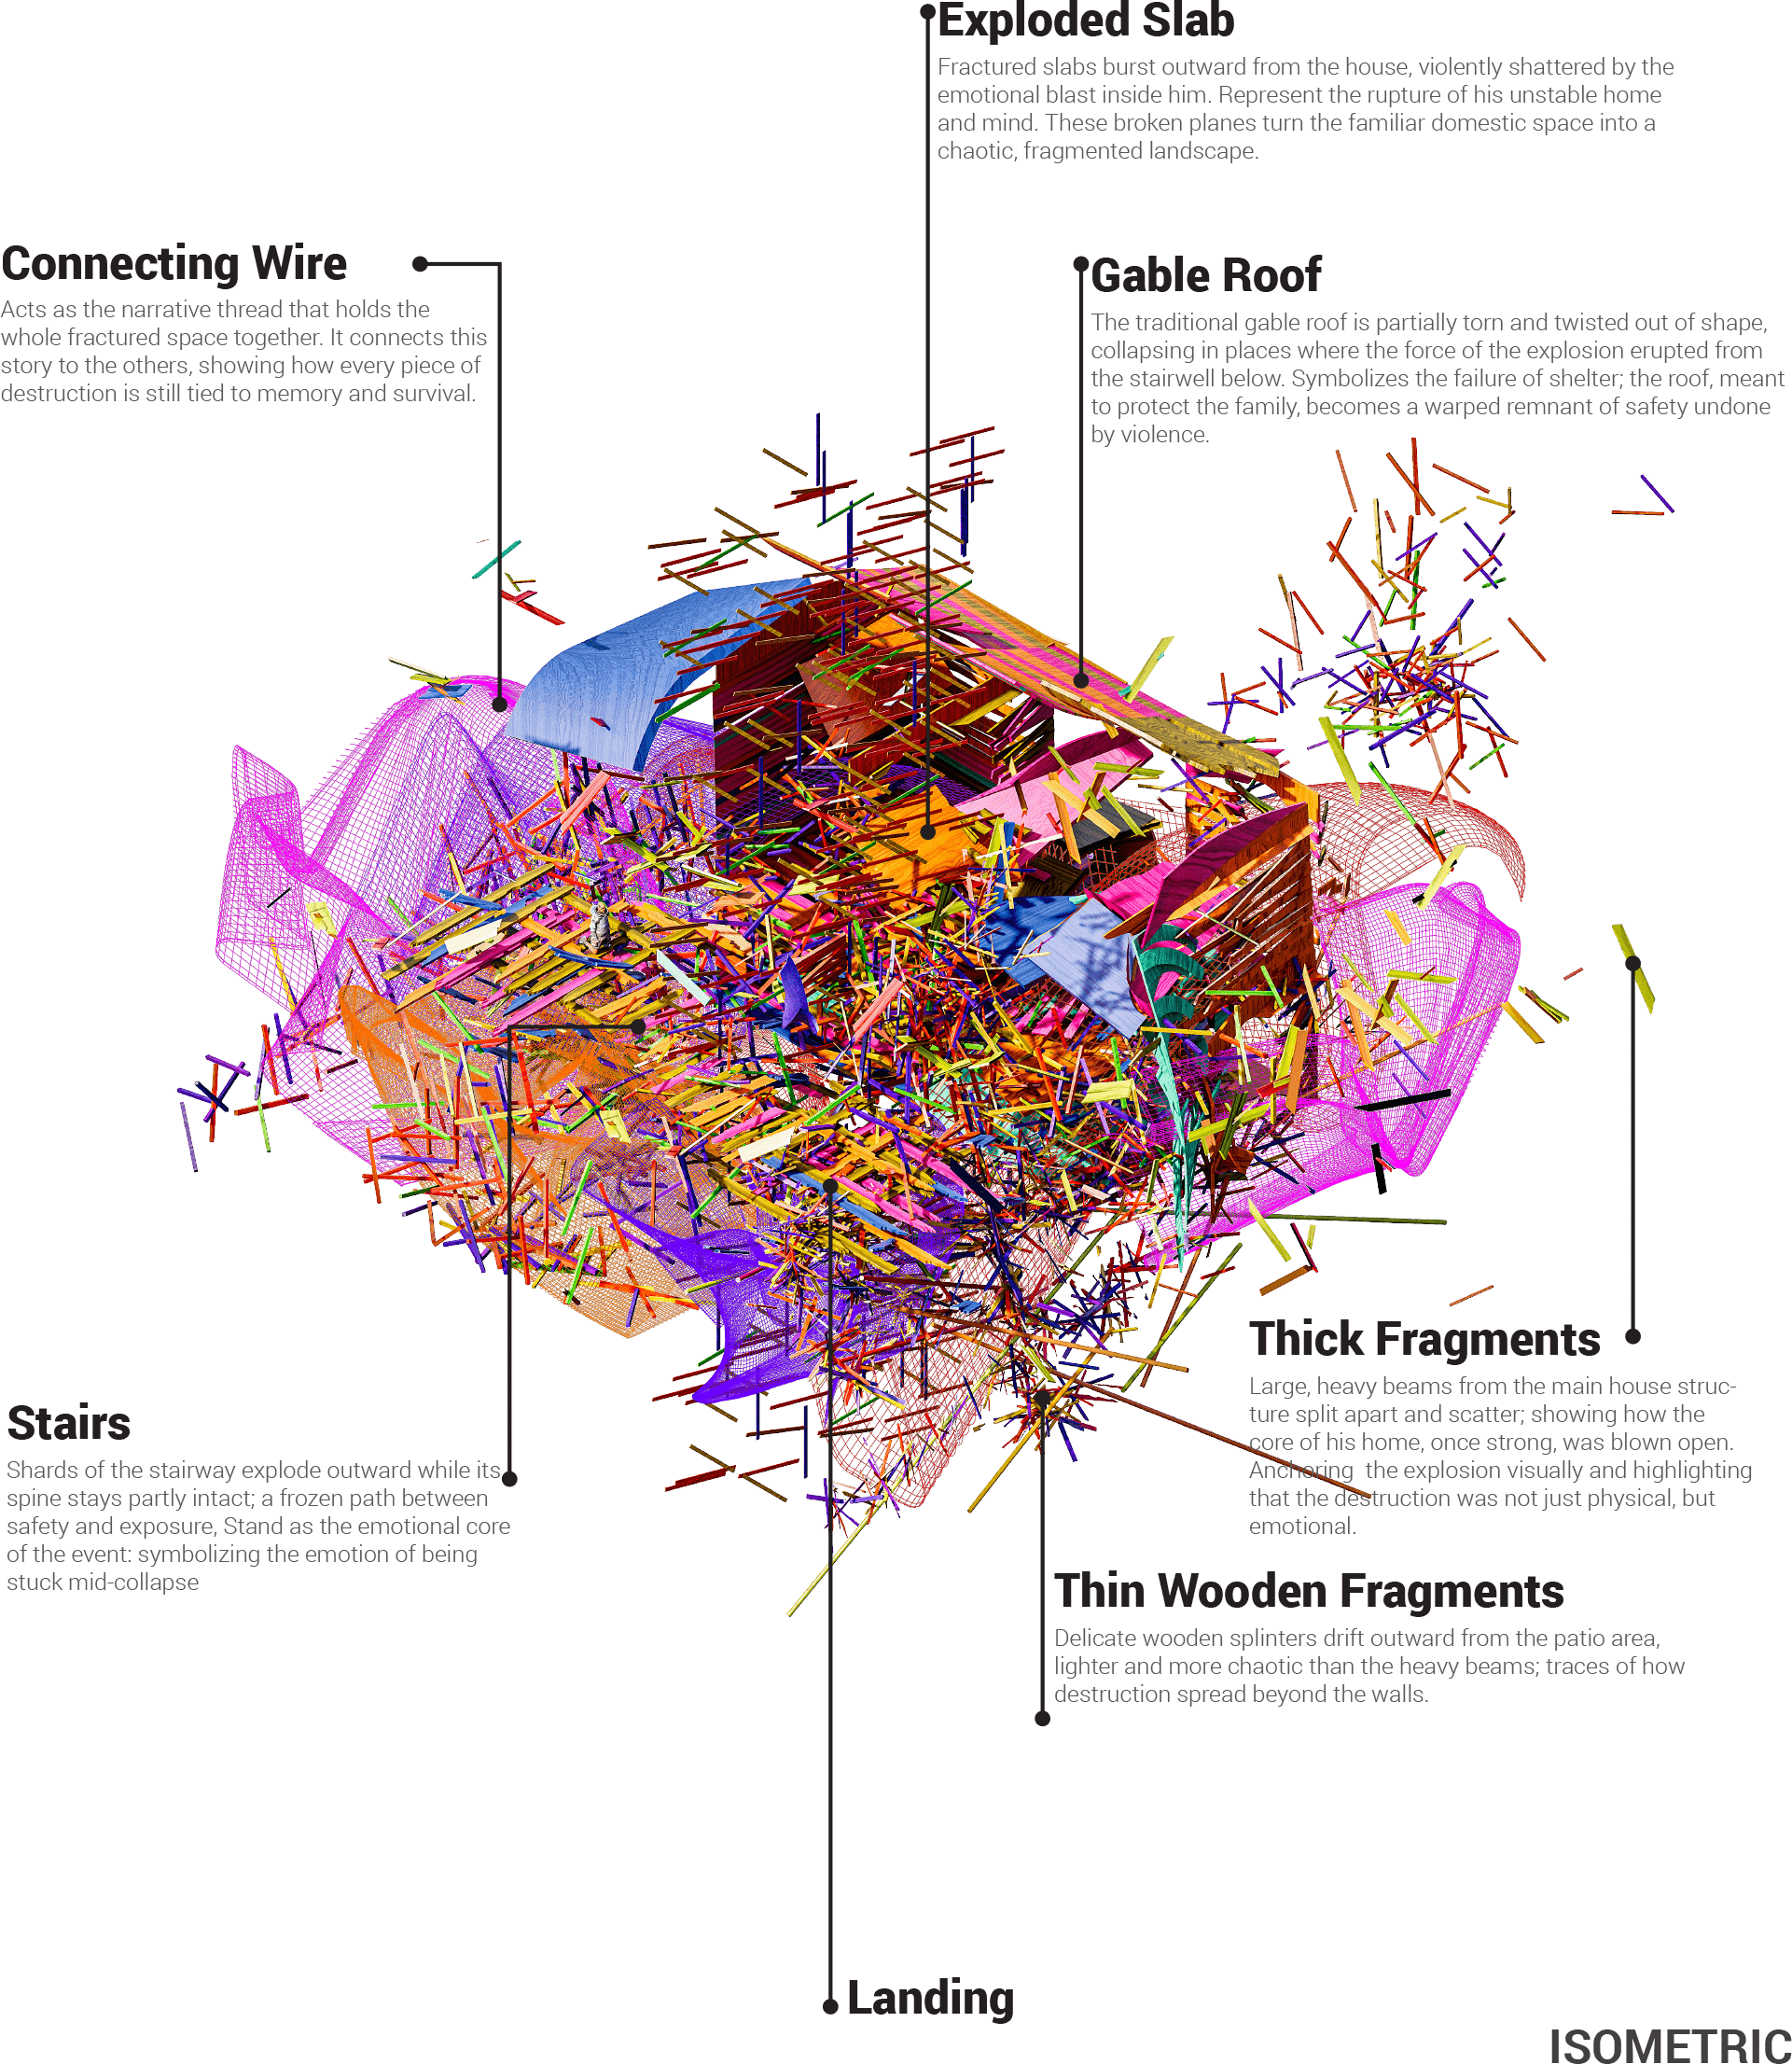 Exploded Slab
Fractured slabs burst outward from the house, violently shattered by the
emotional blast inside him. Represent the rupture of his unstable home
and mind. These broken planes turn the familiar domestic space into a
chaotic, fragmented landscape.
Connecting Wire
Acts as the narrative thread that holds the
whole fractured space together. It connects this
story to the others, showing how every piece of
destruction is still tied to memory and survival.
Gable Roof
The traditional gable roof is partially torn and twisted out of shape,
collapsing in places where the force of the explosion erupted from
the stairwell below. Symbolizes the failure of shelter; the roof, meant
to protect the family, becomes a warped remnant of safety undone
by violence.
Thick Fragments
Large, heavy beams from the main house struc-
ture split apart and scatter; showing how the
core of his home, once strong, was blown open.
Anchoring  the explosion visually and highlighting
that the destruction was not just physical, but
emotional.
Stairs
Shards of the stairway explode outward while its
spine stays partly intact; a frozen path between
safety and exposure, Stand as the emotional core
of the event: symbolizing the emotion of being
stuck mid-collapse
Thin Wooden Fragments
Delicate wooden splinters drift outward from the patio area,
lighter and more chaotic than the heavy beams; traces of how
destruction spread beyond the walls.
Landing
ISOMETRIC